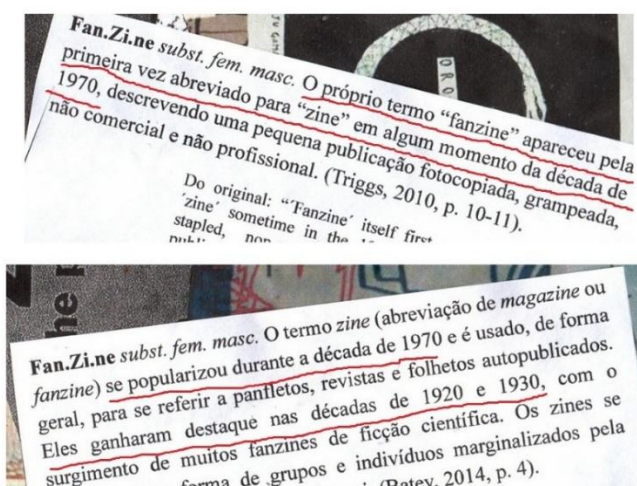 Fan.Zi.ne subst. fem. masc. O próprio termo “fanzine” apareceu pela
primeira vez abreviado para “zine” em algum momento da década de
1970, descrevendo uma pequena publicação fotocopiada, grampeada,
não comercial e não profissional. (Triggs, 2010, p. 10-11).
Do original: “‘Fanzine’ itself first
‘zine’ sometime in the
stapled,
Fan.Zi.ne subst. fem. masc. O termo zine (abreviação de magazine ou
fanzine) se popularizou durante a década de 1970 e é usado, de forma
geral, para se referir a panfletos, revistas e folhetos autopublicados.
Eles ganharam destaque nas décadas de 1920 e 1930, com o
surgimento de muitos fanzines de ficção científica. Os zines se
forma de grupos e indivíduos marginalizados pela
(Batey, 2014, p. 4).
he